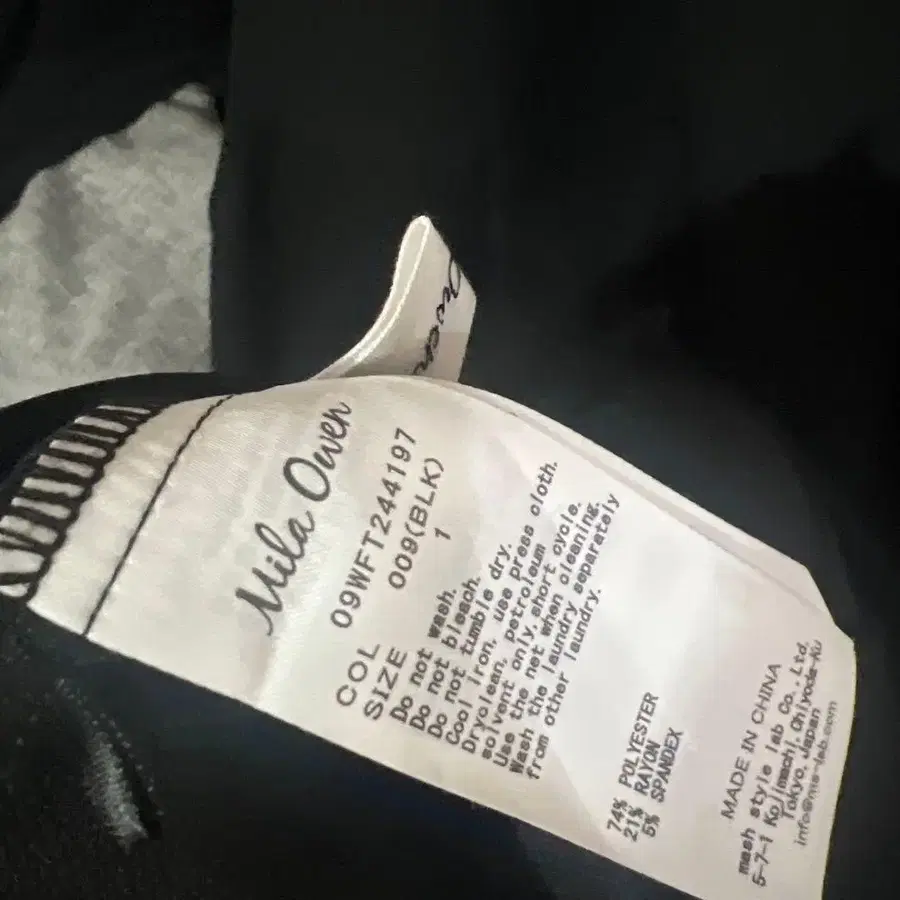 Owen
Mila Owen
09WFT244197
COL 009(BLK)
SIZE 1
Do not wash.
Do not bleach.
Do not tumble dry.
Cool iron, use press cloth.
Dryclean, petroleum
solvent only,short cycle.
Use the net when cleaning.
Wash the laundry separately
from other laundry.
74% POLYESTER
21% RAYON
5% SPANDEX
MADE IN CHINA
mash style lab Co.,Ltd.
5-7-1 Kojimachi,Chiyoda-Ku
Tokyo,Japan
info@ms-lab.com